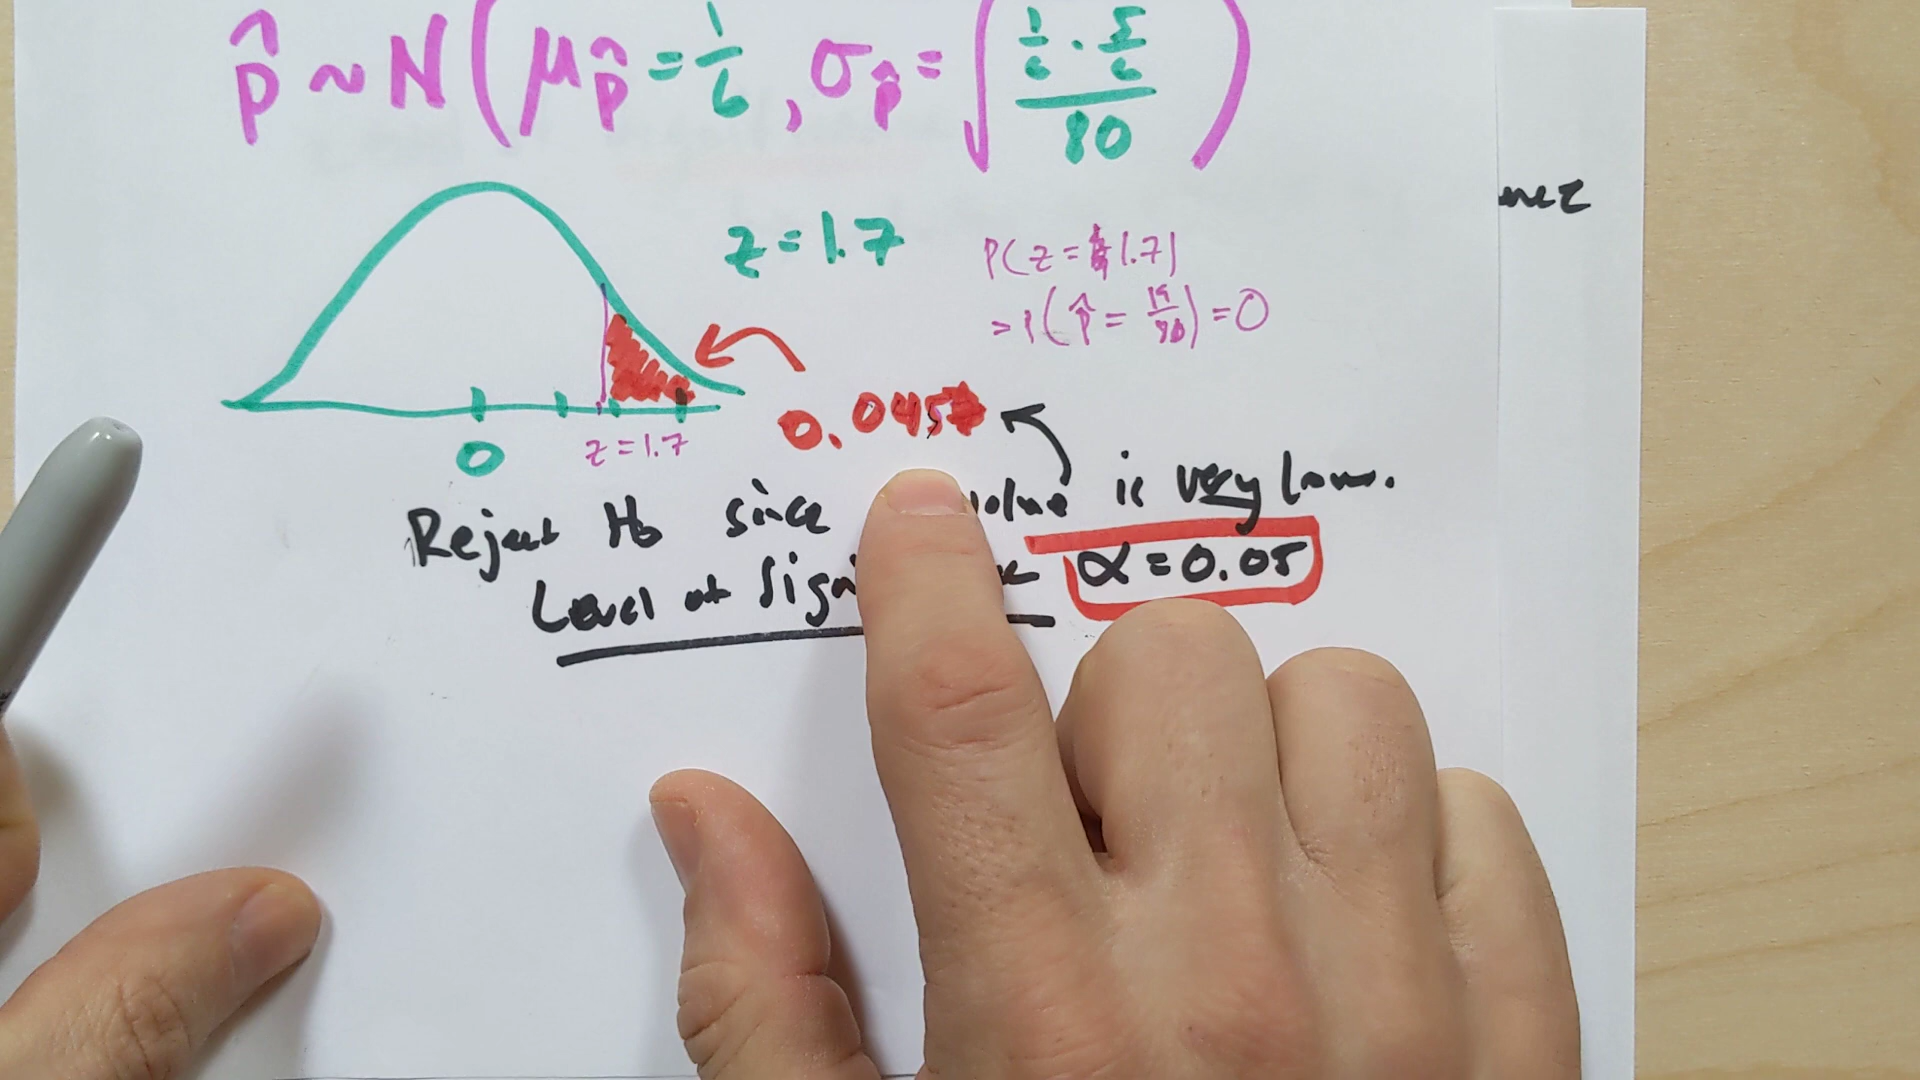 p̂ ~ N ( μp̂ = 1/6 , σp̂ = √( (1/6 · 5/6) / 80 ) )
z = 1.7
P( z = 1.7 )
= P( p̂ = 19/80 ) = 0
0.045
0
z = 1.7
Reject H₀ since is very low.
Level of α = 0.05